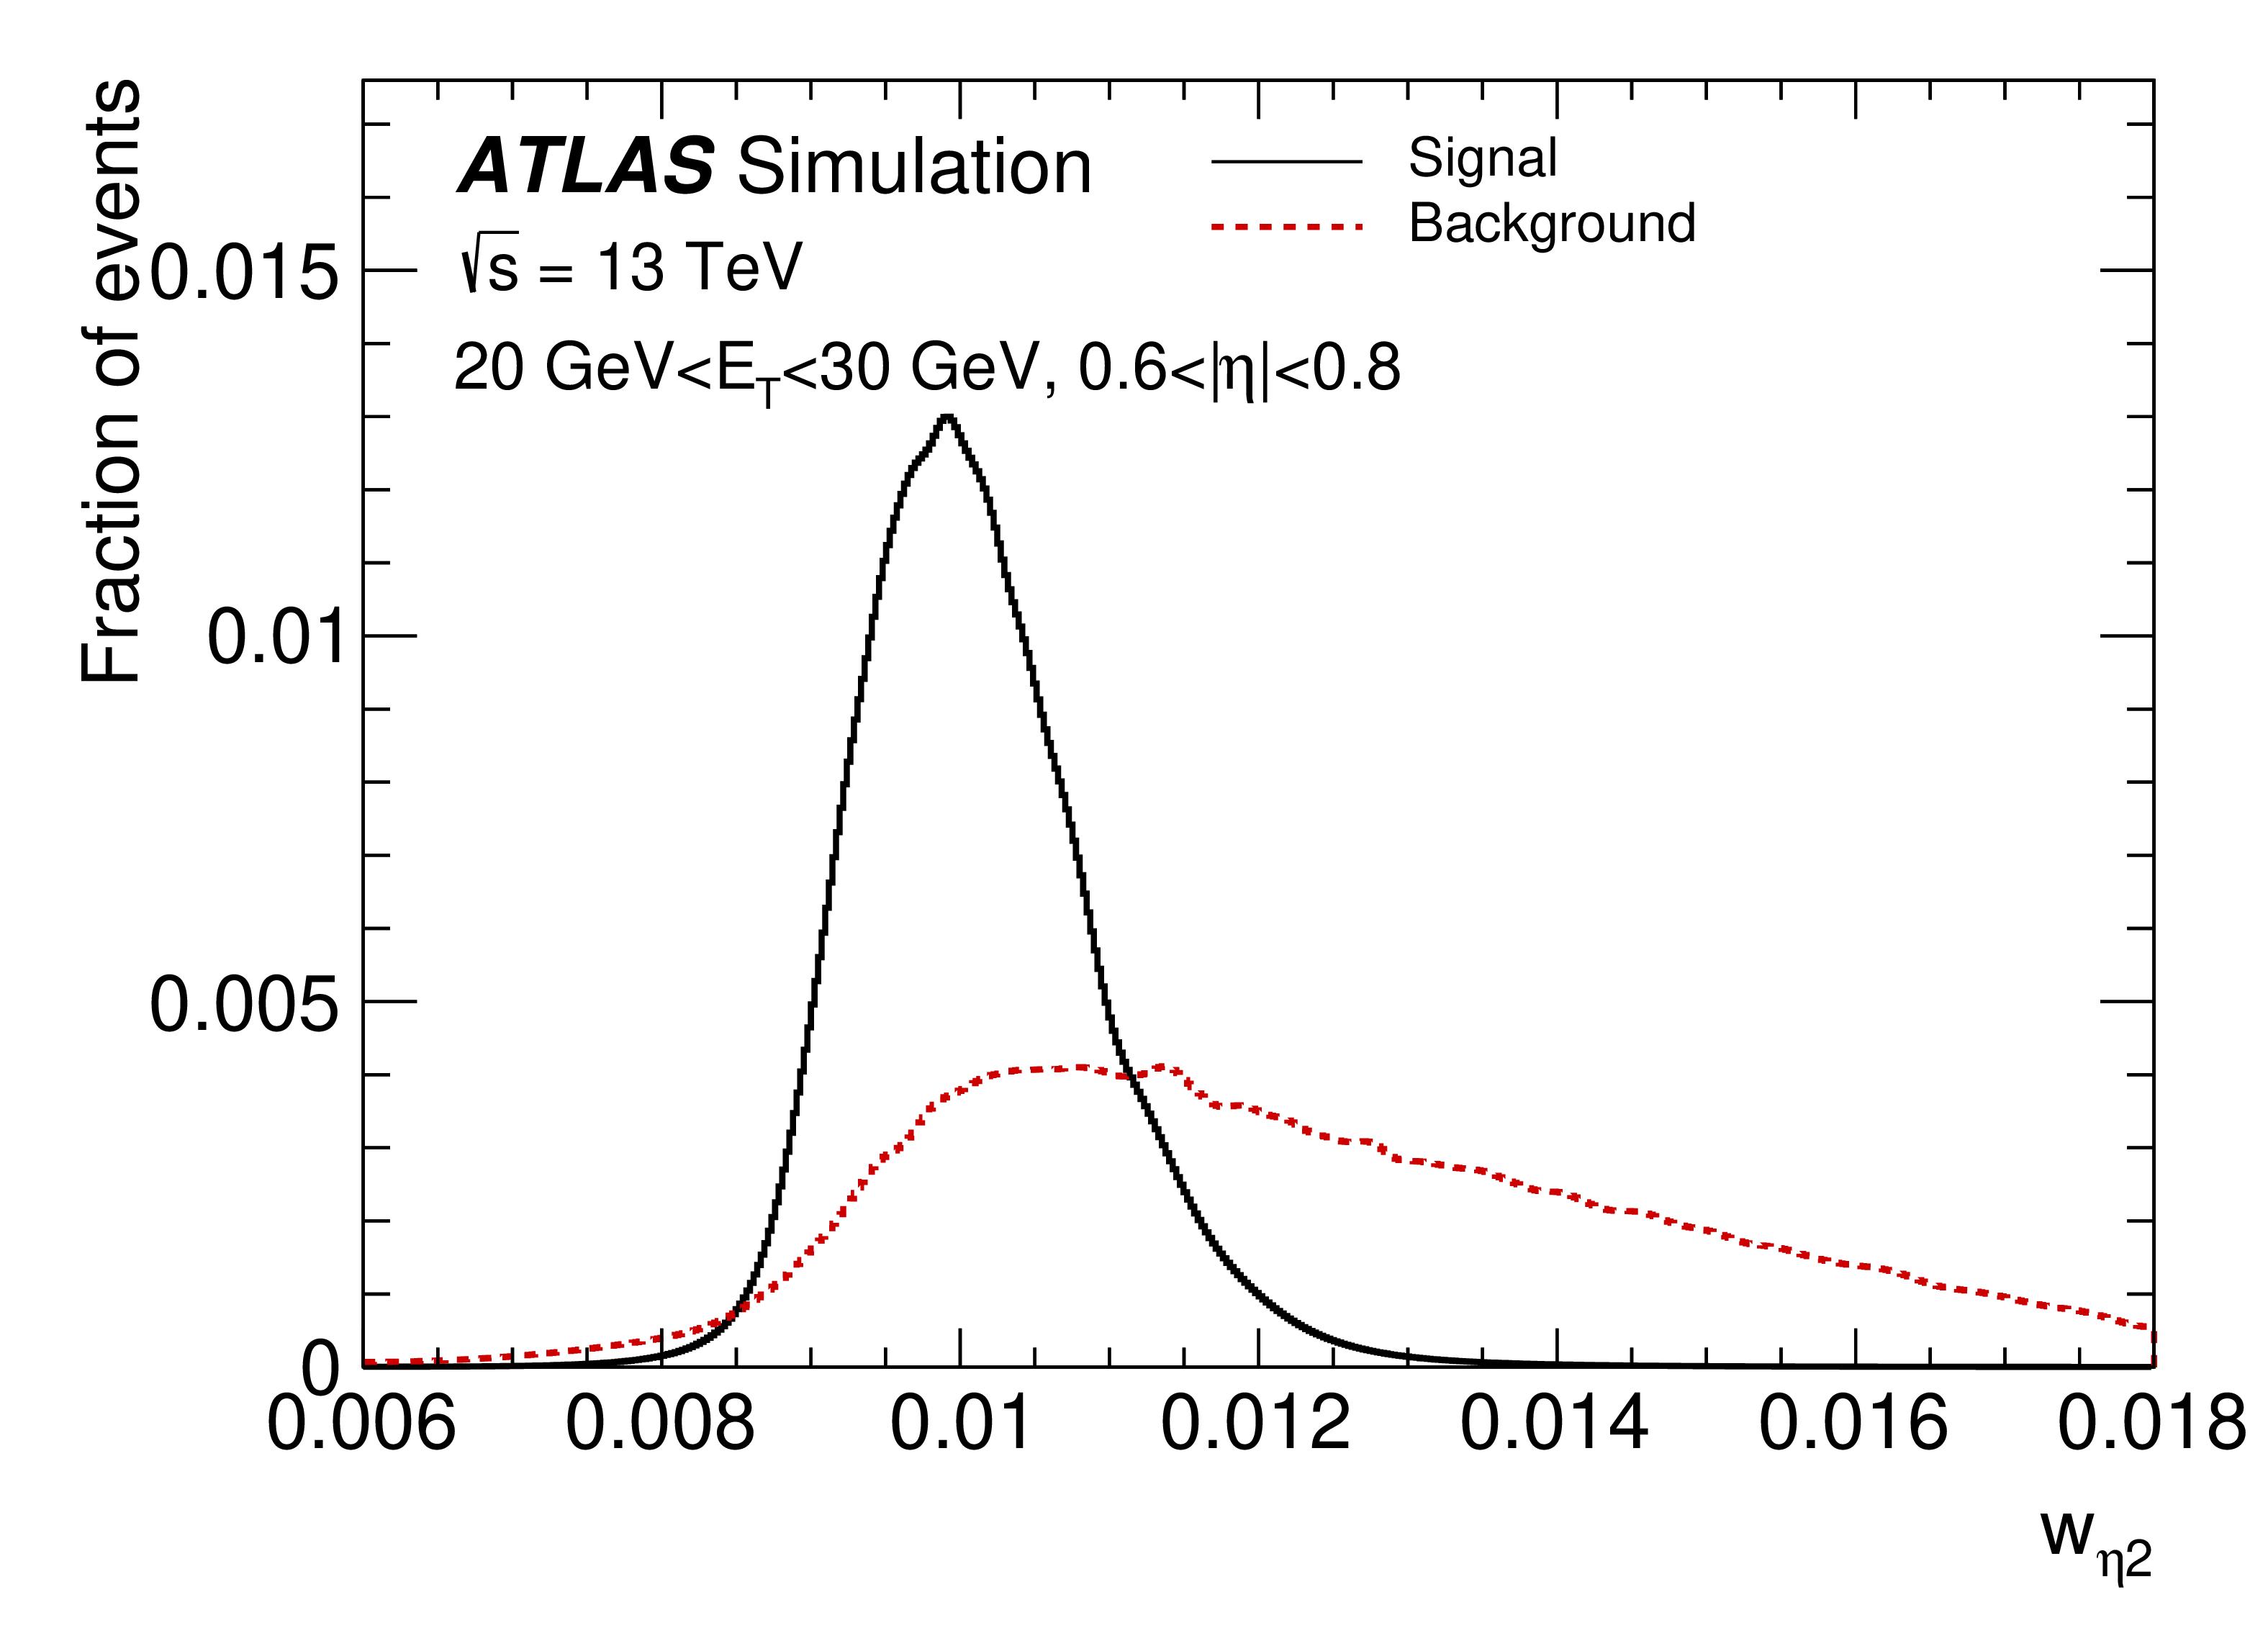 ATLAS Simulation
√s = 13 TeV
20 GeV<E_T<30 GeV, 0.6<|η|<0.8
Signal
Background
Fraction of events
0.015
0.01
0.005
0
0.006 0.008 0.01 0.012 0.014 0.016 0.018
w_η2